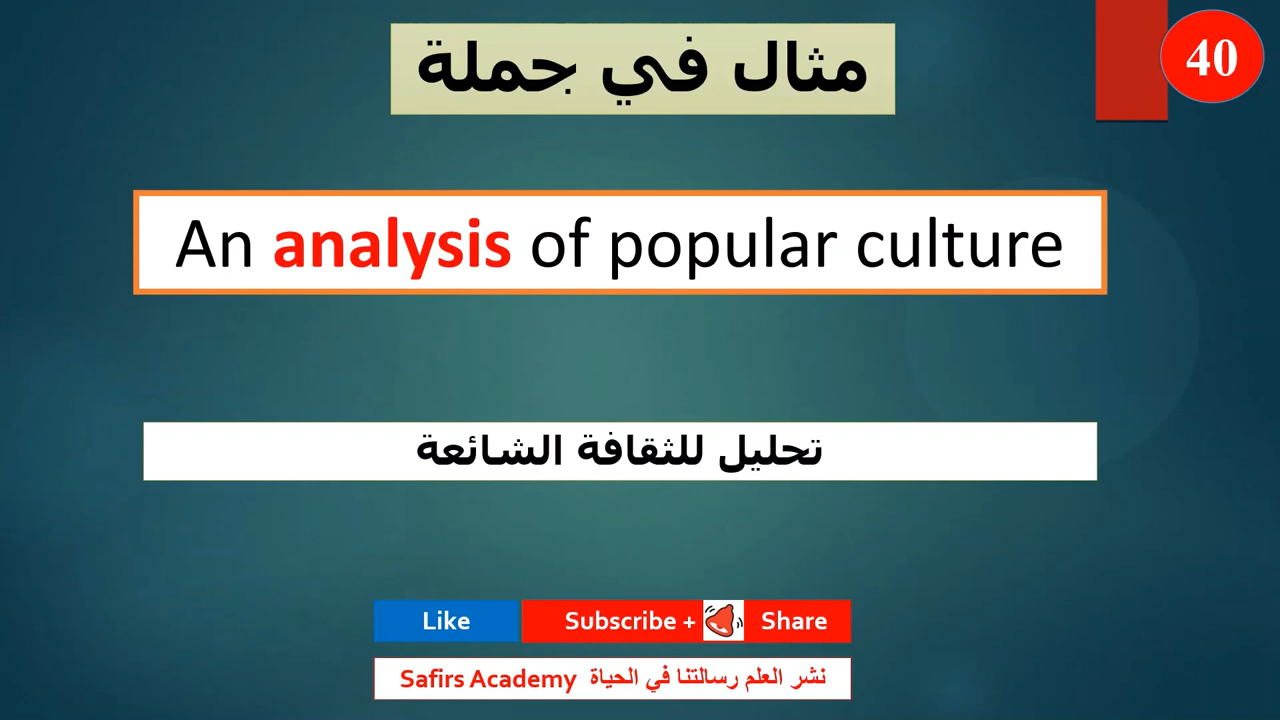 40
مثال في جملة
An analysis of popular culture
تحليل للثقافة الشائعة
Like Subscribe + Share
Safirs Academy نشر العلم رسالتنا في الحياة